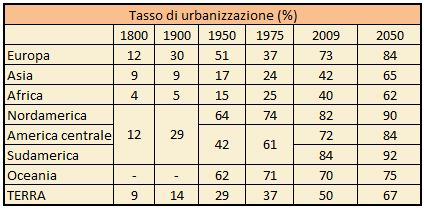 Tasso di urbanizzazione (%)
1800 1900 1950 1975 2009 2050
Europa 12 30 51 37 73 84
Asia 9 9 17 24 42 65
Africa 4 5 15 25 40 62
Nordamerica 12 29 64 74 82 90
America centrale 42 61 72 84
Sudamerica 84 92
Oceania - - 62 71 70 75
TERRA 9 14 29 37 50 67